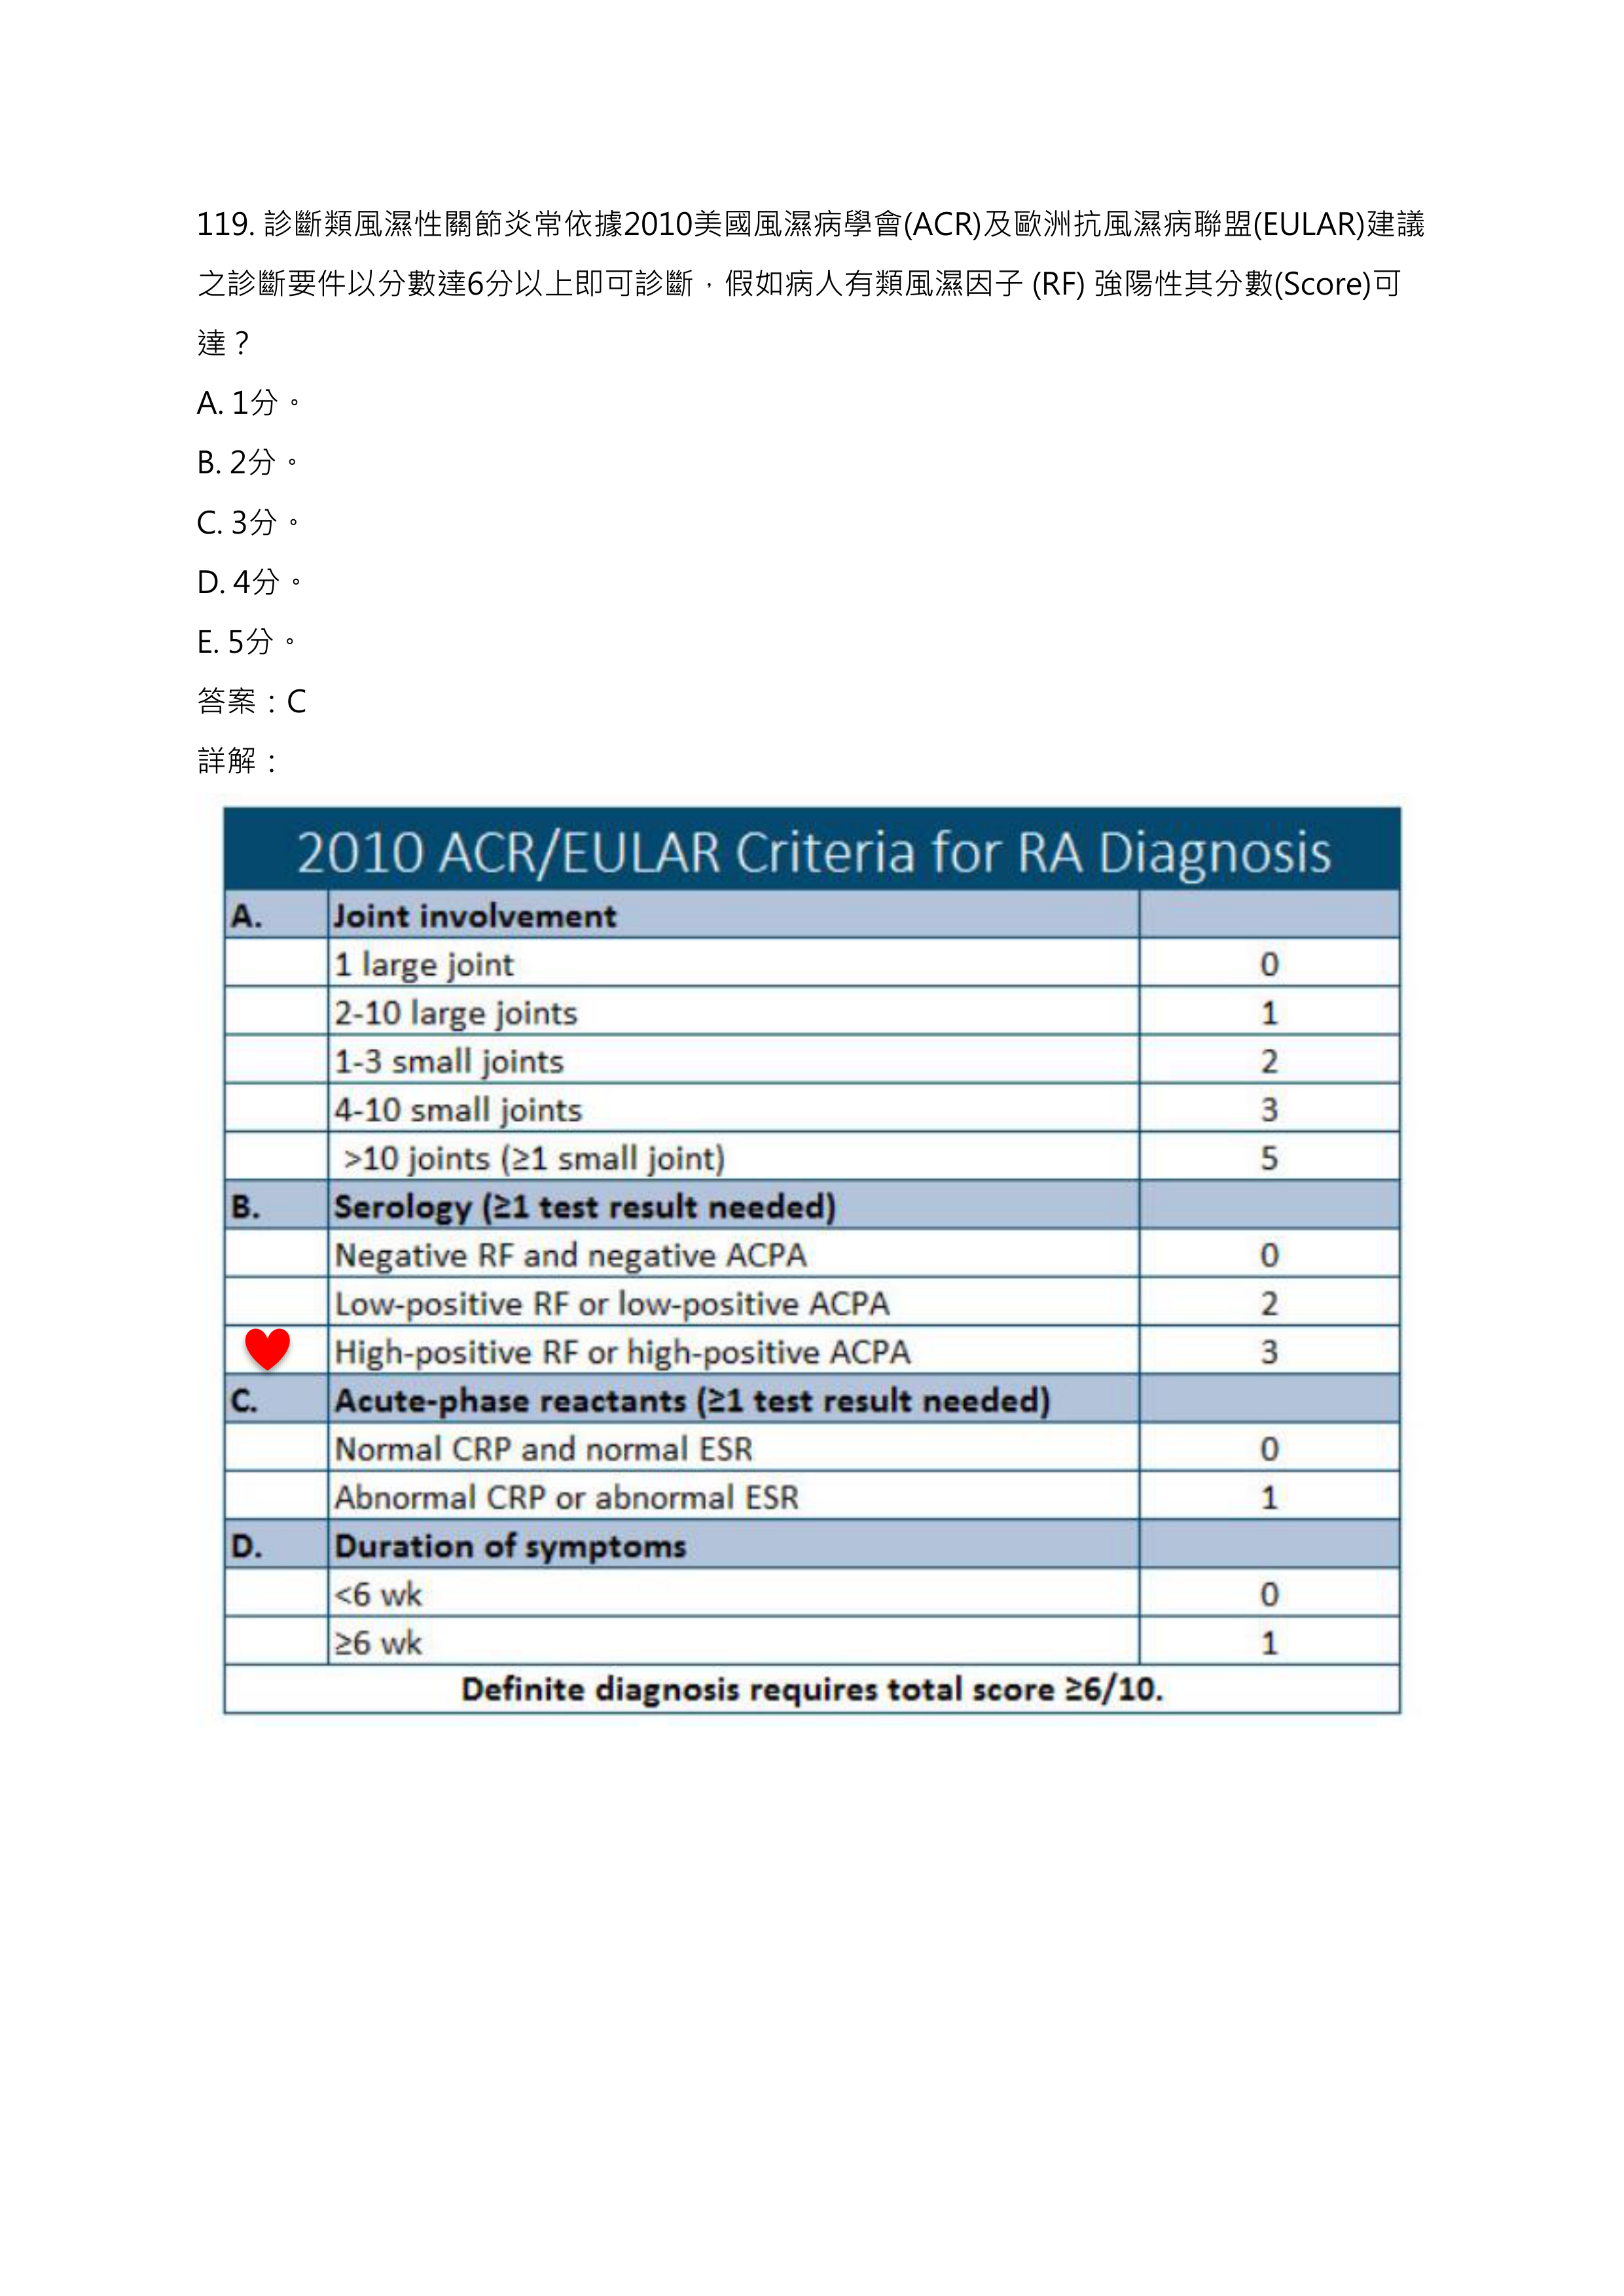 119. 診斷類風濕性關節炎常依據2010美國風濕病學會(ACR)及歐洲抗風濕病聯盟(EULAR)建議
之診斷要件以分數達6分以上即可診斷，假如病人有類風濕因子 (RF) 強陽性其分數(Score)可
達？
A. 1分。
B. 2分。
C. 3分。
D. 4分。
E. 5分。
答案：C
詳解：
2010 ACR/EULAR Criteria for RA Diagnosis
A. Joint involvement
1 large joint 0
2-10 large joints 1
1-3 small joints 2
4-10 small joints 3
>10 joints (≥1 small joint) 5
B. Serology (≥1 test result needed)
Negative RF and negative ACPA 0
Low-positive RF or low-positive ACPA 2
High-positive RF or high-positive ACPA 3
C. Acute-phase reactants (≥1 test result needed)
Normal CRP and normal ESR 0
Abnormal CRP or abnormal ESR 1
D. Duration of symptoms
<6 wk 0
≥6 wk 1
Definite diagnosis requires total score ≥6/10.